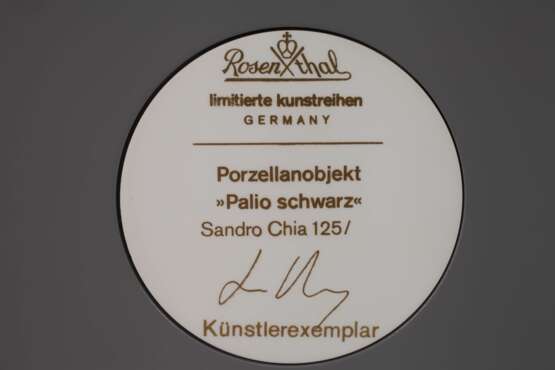 Rosenthal
limitierte kunstreihen
GERMANY
Porzellanobjekt
»Palio schwarz«
Sandro Chia 125/
Künstlerexemplar